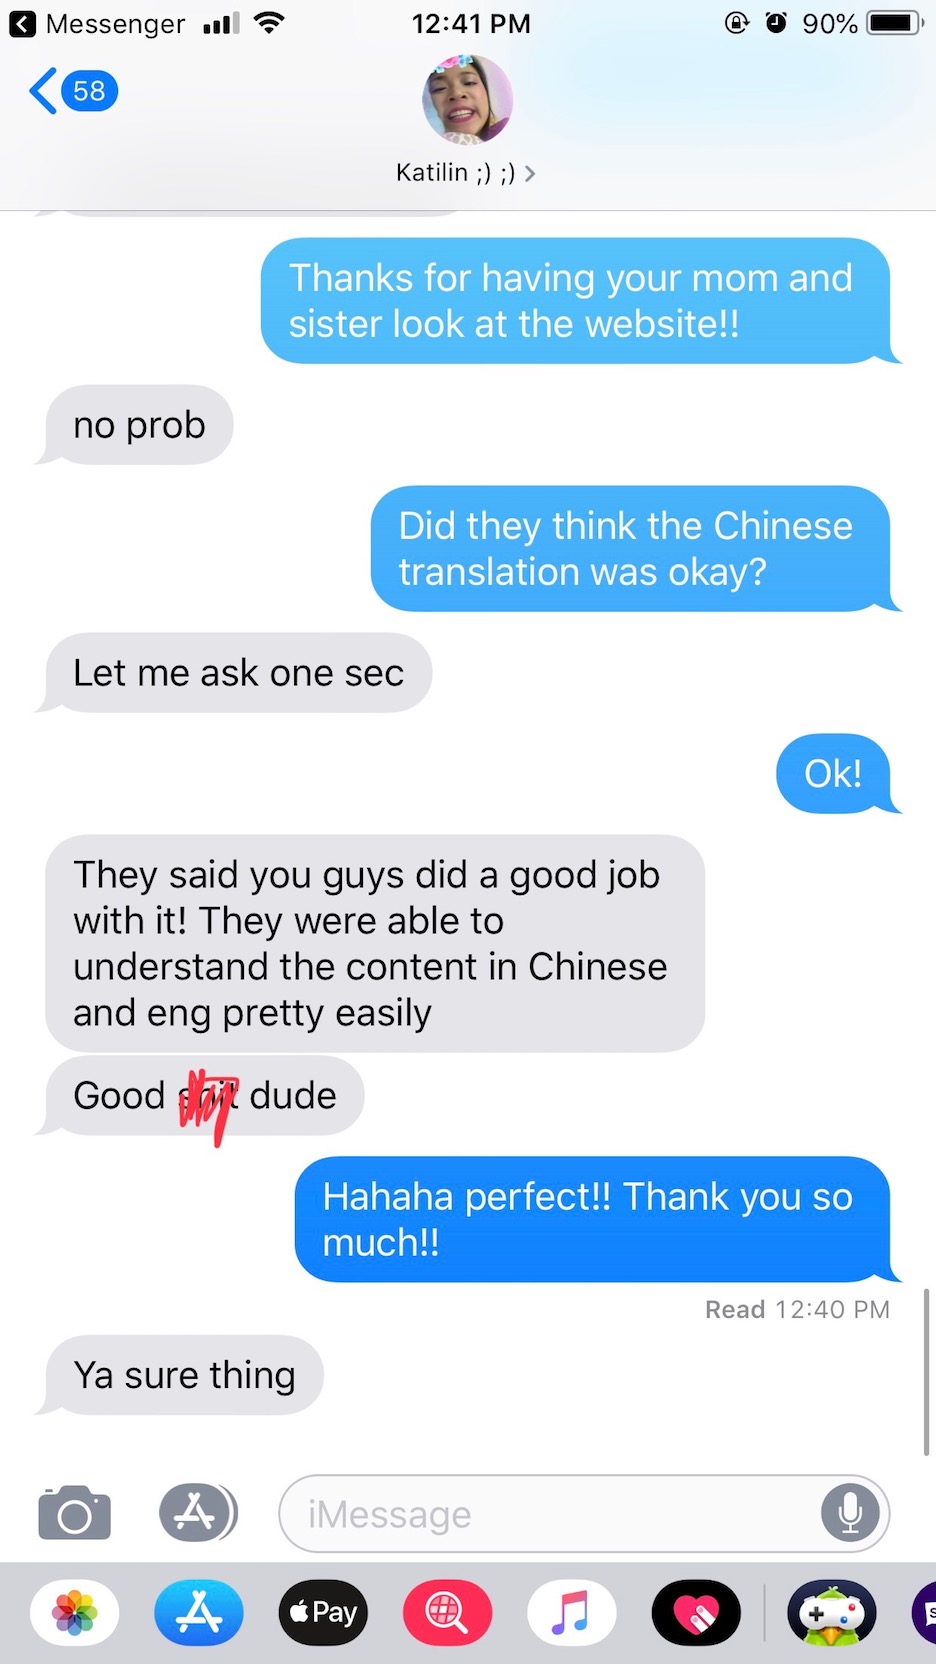 Messenger 12:41 PM 90%
58
Katilin ;) ;)
Thanks for having your mom and
sister look at the website!!
no prob
Did they think the Chinese
translation was okay?
Let me ask one sec
Ok!
They said you guys did a good job
with it! They were able to
understand the content in Chinese
and eng pretty easily
Good dude
Hahaha perfect!! Thank you so
much!!
Read 12:40 PM
Ya sure thing
iMessage
Pay